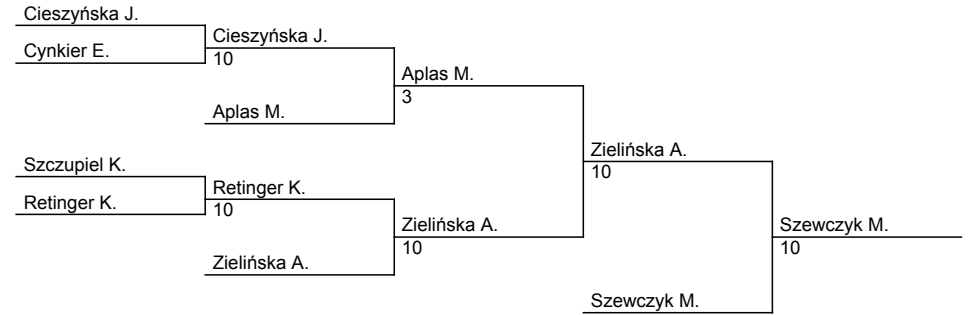 Cieszyńska J.
Cynkier E.
Cieszyńska J.
10
Aplas M.
Aplas M.
3
Szczupiel K.
Retinger K.
Retinger K.
10
Zielińska A.
Zielińska A.
10
Zielińska A.
10
Szewczyk M.
Szewczyk M.
10